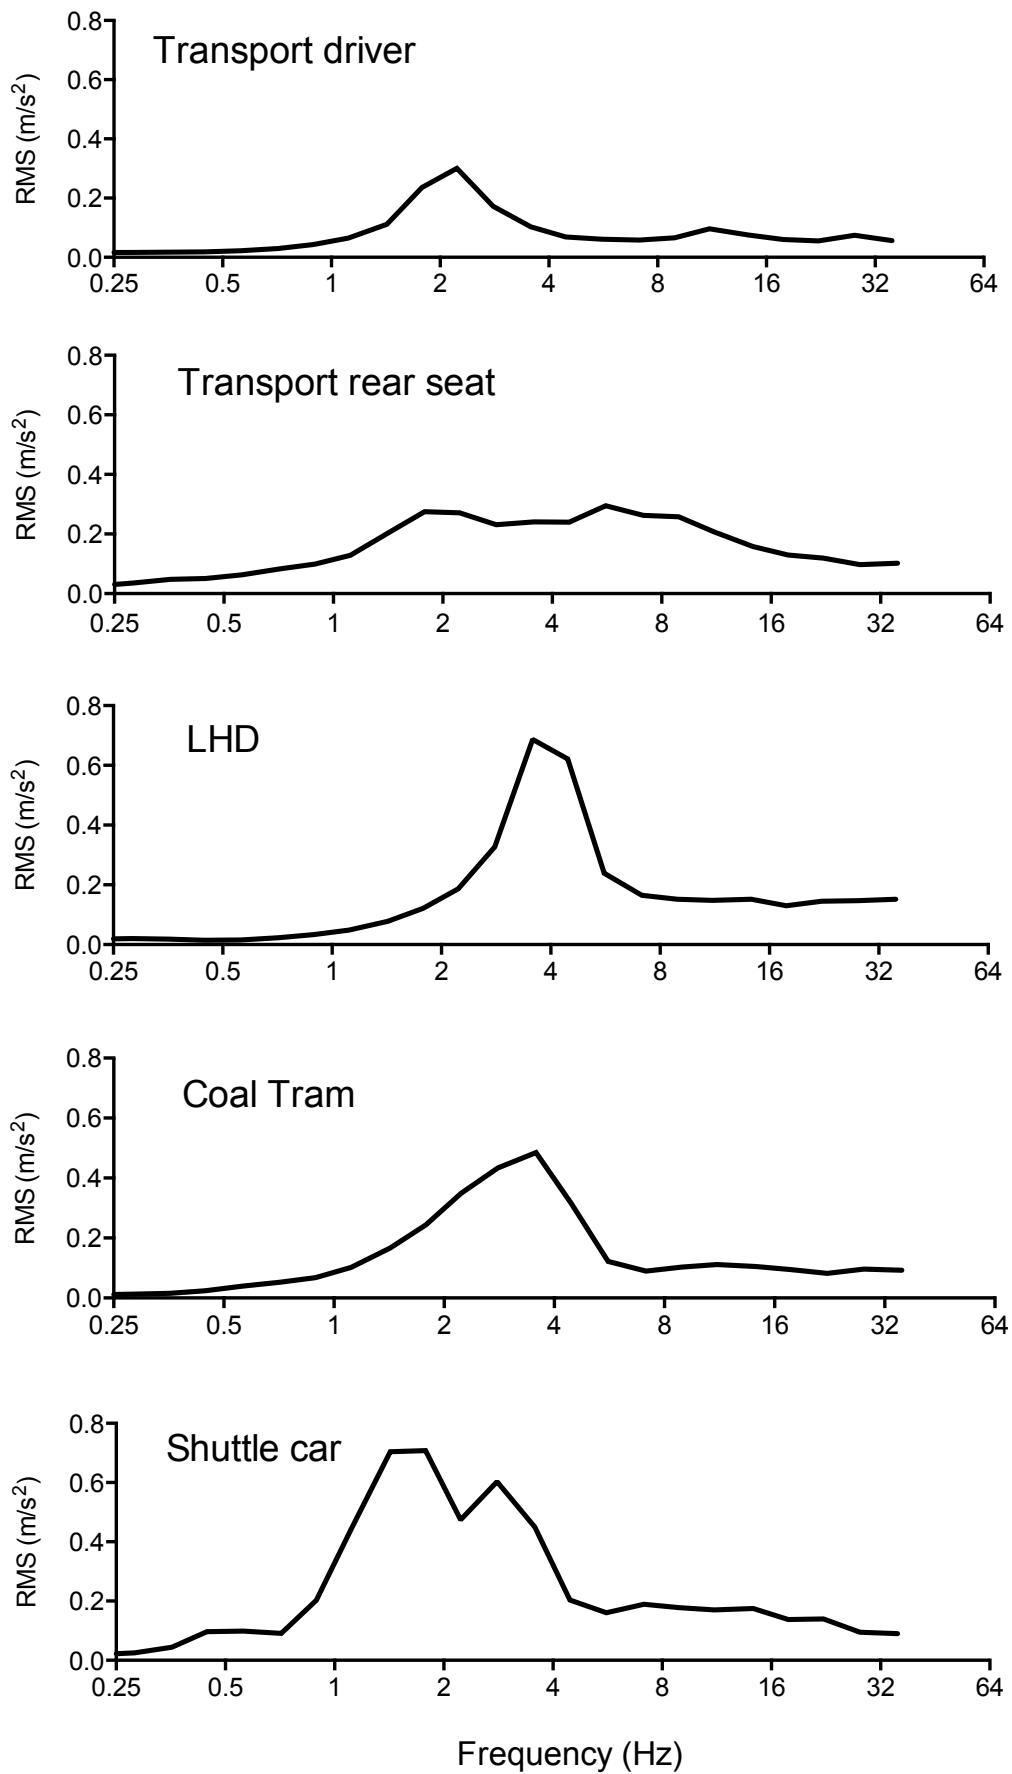 0.8
Transport driver
0.6
RMS (m/s²)
0.4
0.2
0.0
0.25 0.5 1 2 4 8 16 32 64
0.8
Transport rear seat
0.6
RMS (m/s²)
0.4
0.2
0.0
0.25 0.5 1 2 4 8 16 32 64
0.8
LHD
0.6
RMS (m/s²)
0.4
0.2
0.0
0.25 0.5 1 2 4 8 16 32 64
0.8
Coal Tram
0.6
RMS (m/s²)
0.4
0.2
0.0
0.25 0.5 1 2 4 8 16 32 64
0.8
Shuttle car
0.6
RMS (m/s²)
0.4
0.2
0.0
0.25 0.5 1 2 4 8 16 32 64
Frequency (Hz)